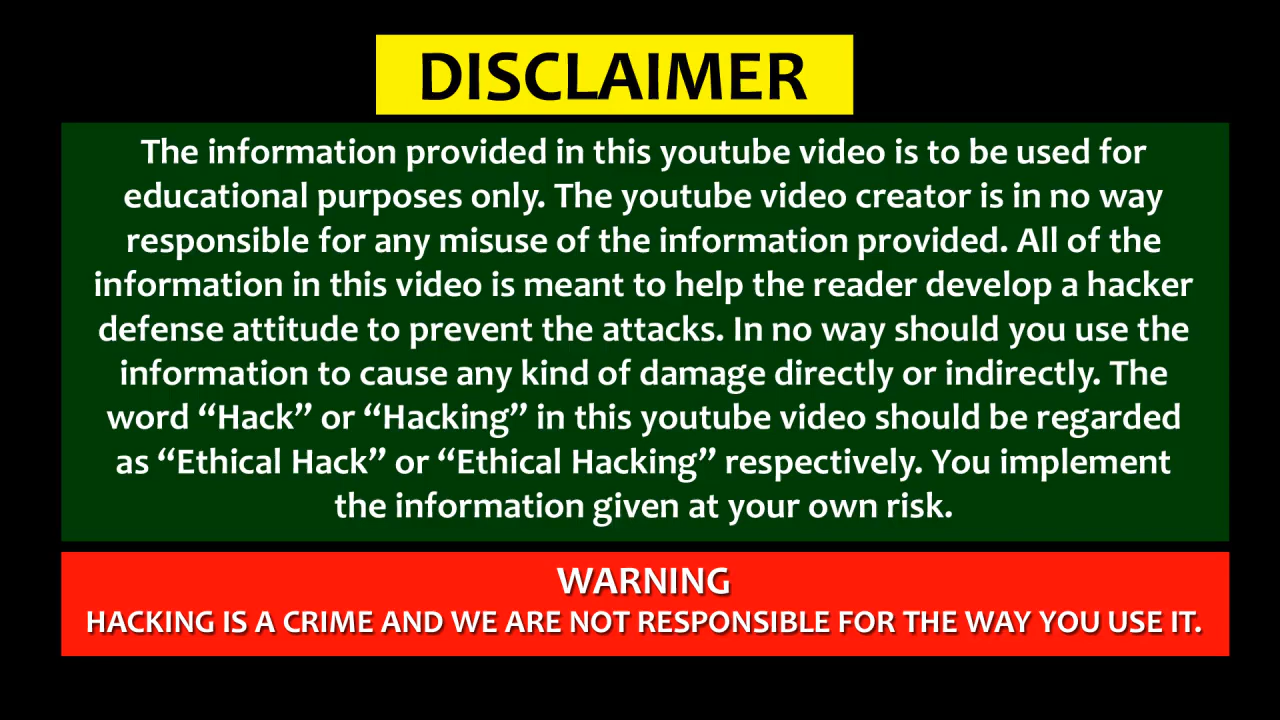 DISCLAIMER
The information provided in this youtube video is to be used for
educational purposes only. The youtube video creator is in no way
responsible for any misuse of the information provided. All of the
information in this video is meant to help the reader develop a hacker
defense attitude to prevent the attacks. In no way should you use the
information to cause any kind of damage directly or indirectly. The
word “Hack” or “Hacking” in this youtube video should be regarded
as “Ethical Hack” or “Ethical Hacking” respectively. You implement
the information given at your own risk.
WARNING
HACKING IS A CRIME AND WE ARE NOT RESPONSIBLE FOR THE WAY YOU USE IT.